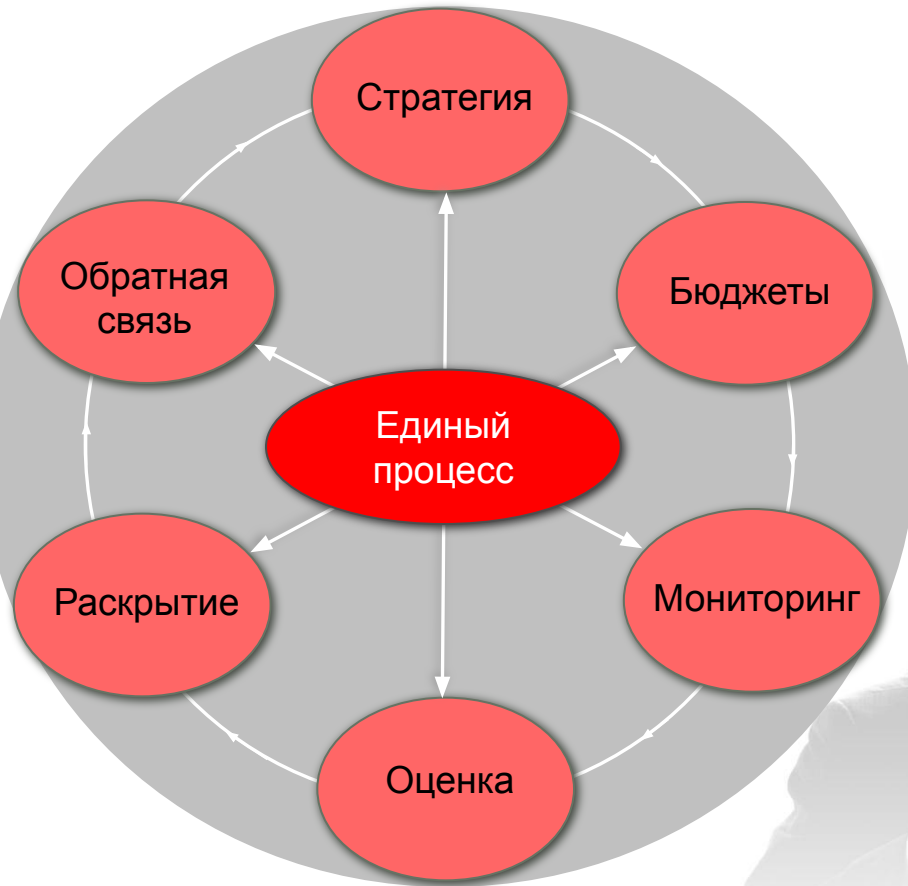 Стратегия
Обратная
связь
Бюджеты
Единый
процесс
Раскрытие
Мониторинг
Оценка